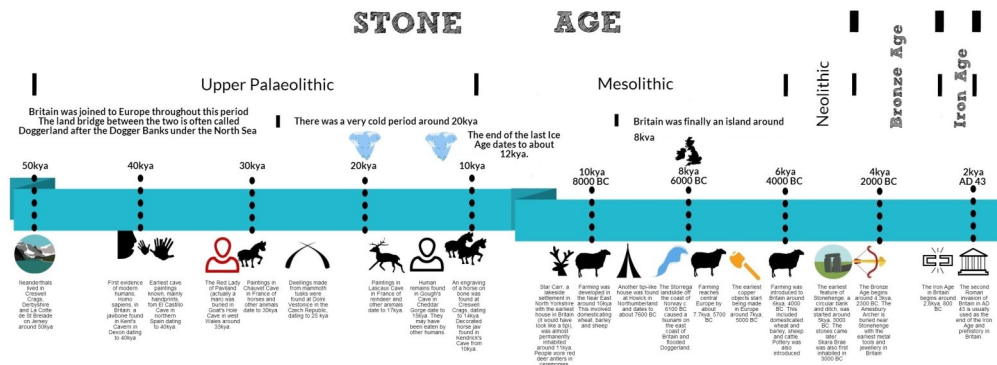 STONE AGE
Bronze Age
Iron Age
Upper Palaeolithic
Mesolithic
Neolithic
Britain was joined to Europe throughout this period
The land bridge between the two is often called
Doggerland after the Dogger Banks under the North Sea
There was a very cold period around 20kya
The end of the last Ice
Age dates to about
12kya.
Britain was finally an island around
8kya
50kya
40kya
30kya
20kya
10kya
10kya
8000 BC
8kya
6000 BC
6kya
4000 BC
4kya
2000 BC
2kya
AD 43
Neanderthals
lived in
Creswell
Crags,
Derbyshire
and La Cotte
de St Brelade
on Jersey
around 50kya
First evidence of
modern humans,
Homo
sapiens, in
Britain: a
jawbone found
in Kent's
Cavern in
Devon dating
to 40kya
Earliest cave
paintings
known, mainly
handprints,
from El Castillo
Cave in
northern
Spain dating
to 40kya.
The Red Lady
of Paviland
(actually a
man) was
buried in
Goat's Hole
Cave in west
Wales around
33kya
Paintings in
Chauvet Cave
in France of
horses and
other animals
date to 30kya
Dwellings made
from mammoth
tusks were
found at Dolni
Vestonice in the
Czech Republic,
dating to 25 kya
Paintings in
Lascaux Cave
in France of
reindeer and
other animals
date to 17kya.
Human
remains found
in Gough's
Cave in
Cheddar
Gorge date to
15kya. They
may have
been eaten by
other humans.
An engraving
of a horse on
bone was
found at
Creswell
Crags, dating
to 14kya.
Decorated
horse jaw
found in
Kendrick's
Cave from
10kya.
Star Carr, a
lakeside
settlement in
North Yorkshire
with the earliest
house in Britain
(it would have
look like a tipi),
was almost
permanently
inhabited
around 11kya.
People wore red
deer antlers in
ceremonies
Farming was
developed in
the Near East
around 10kya
This involved
domesticating
wheat, barley
and sheep
Another tipi-like
house was found
at Howick in
Northumberland
and dates to
about 7600 BC
The Storrega
landslide off
the coast of
Norway c
6100 BC
caused a
tsunami on
the east
coast of
Britain and
flooded
Doggerland.
Farming
reaches
central
Europe by
about
7.7kya, 5700
BC
The earliest
copper
objects start
being made
in Europe
around 7kya,
5000 BC
Farming was
introduced to
Britain around
6kya, 4000
BC. This
included
domesticated
wheat and
barley, sheep
and cattle.
Pottery was
also
introduced
The earliest
feature of
Stonehenge, a
circular bank
and ditch, was
started around
5kya, 3000
BC. The
stones came
later
Skara Brae
was also first
inhabited in
3000 BC
The Bronze
Age begins
around 4.3kya,
2300 BC. The
Amesbury
Archer is
buried near
Stonehenge
with the
earliest metal
tools and
jewellery in
Britain
The Iron Age
in Britain
begins around
2.8kya, 800
BC
The second
Roman
invasion of
Britain in AD
43 is usually
used as the
end of the Iron
Age and
prehistory in
Britain.